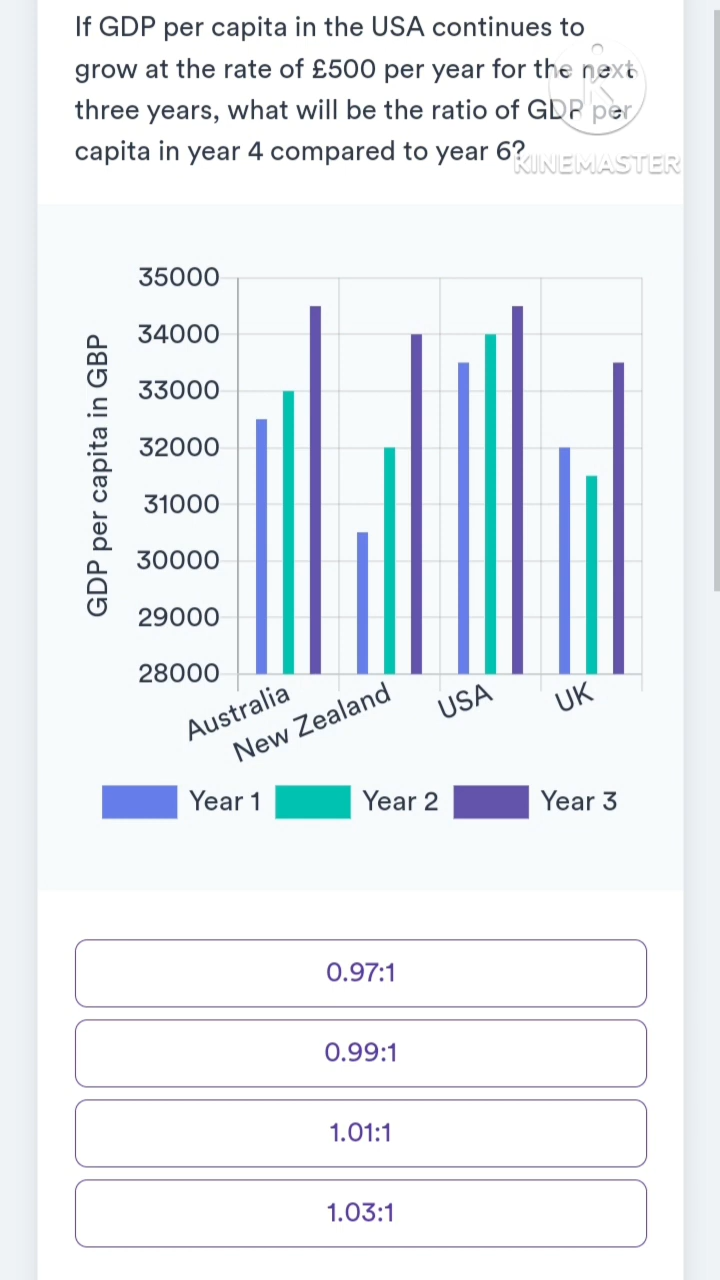 If GDP per capita in the USA continues to
grow at the rate of £500 per year for the next
three years, what will be the ratio of GDP per
capita in year 4 compared to year 6?
KINEMASTER
35000
34000
33000
32000
31000
30000
29000
28000
GDP per capita in GBP
Australia
New Zealand
USA
UK
Year 1 Year 2 Year 3
0.97:1
0.99:1
1.01:1
1.03:1